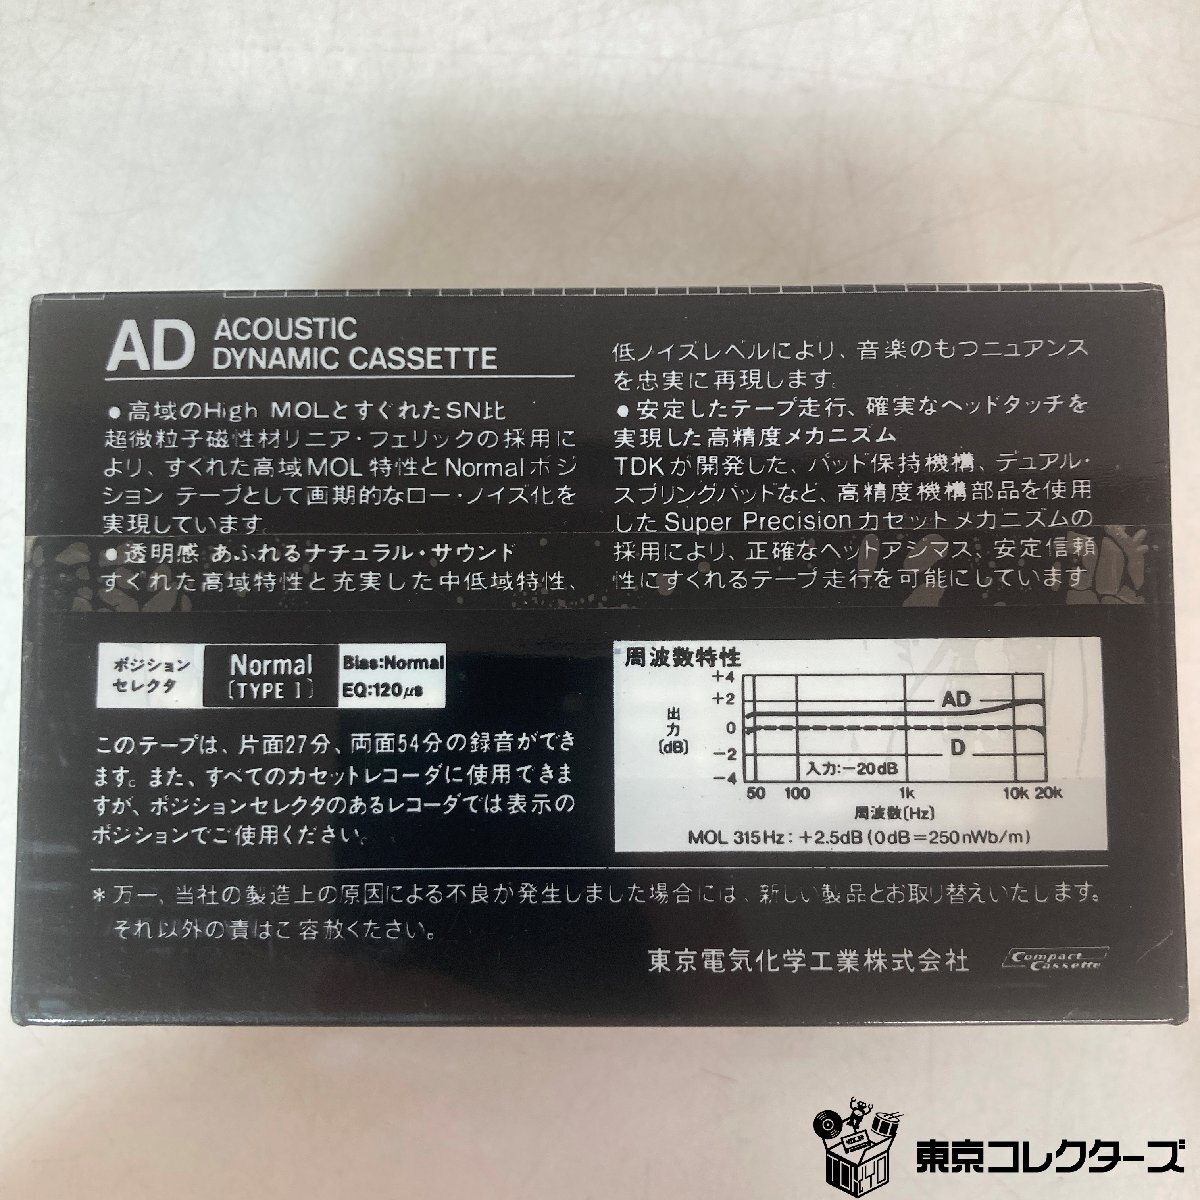 AD ACOUSTIC
DYNAMIC CASSETTE
●高域のHigh MOLとすぐれたSN比
超微粒子磁性材リニア・フェリックの採用に
より、すぐれた高域MOL特性とNormalポジ
ション テープとして画期的なロー・ノイズ化を
実現しています
●透明感 あふれるナチュラル・サウンド
すぐれた高域特性と充実した中低域特性、
低ノイズレベルにより、音楽のもつニュアンス
を忠実に再現します。
●安定したテープ走行、確実なヘッドタッチを
実現した高精度メカニズム
TDKが開発した、パッド保持機構、デュアル・
スプリングパッドなど、高精度機構部品を使用
したSuper Precisionカセットメカニズムの
採用により、正確なヘットアシマス、安定信頼
性にすぐれるテープ走行を可能にしています
ポジション
セレクタ
Normal
(TYPE I)
Bias:Normal
EQ:120μs
このテープは、片面27分、両面54分の録音ができ
ます。また、すべてのカセットレコーダに使用できま
すが、ポジションセレクタのあるレコーダでは表示の
ポジションでご使用ください。
周波数特性
+4
+2
0
-2
-4
出力
(dB)
AD
D
入力:-20dB
50 100 1k 10k 20k
周波数(Hz)
MOL 315Hz: +2.5dB(0dB=250nWb/m)
*万一、当社の製造上の原因による不良が発生しました場合には、新しい製品とお取り替えいたします。
それ以外の責はご容赦ください。
東京電気化学工業株式会社
Compact
Cassette
東京コレクターズ